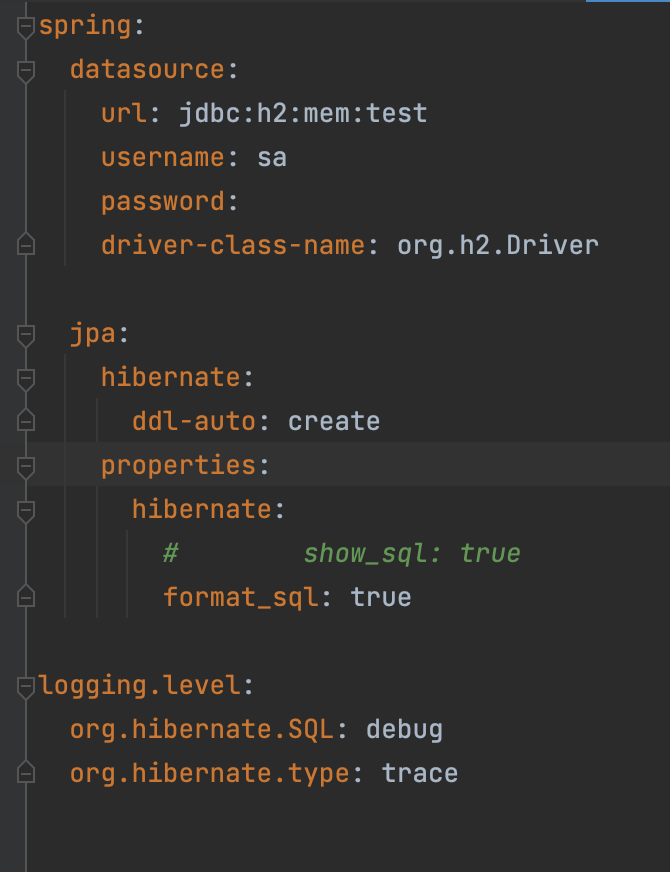 spring:
  datasource:
    url: jdbc:h2:mem:test
    username: sa
    password:
    driver-class-name: org.h2.Driver

  jpa:
    hibernate:
      ddl-auto: create
    properties:
      hibernate:
        #        show_sql: true
        format_sql: true

logging.level:
  org.hibernate.SQL: debug
  org.hibernate.type: trace